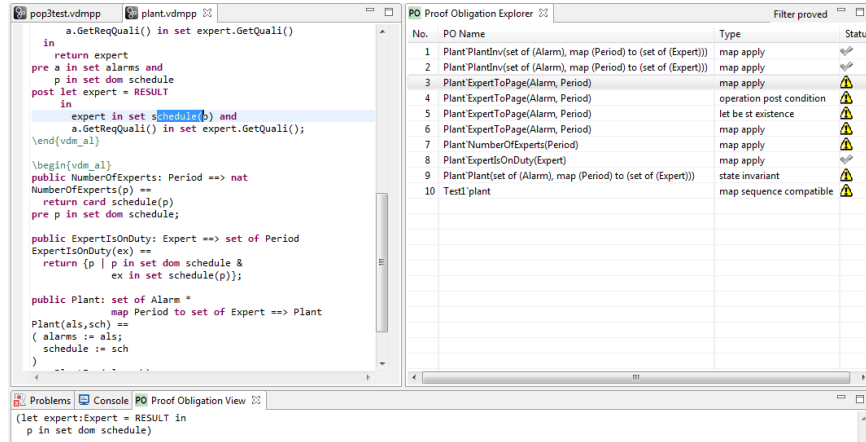 pop3test.vdmpp
plant.vdmpp
a.GetReqQuali() in set expert.GetQuali()
in
return expert
pre a in set alarms and
p in set dom schedule
post let expert = RESULT
in
expert in set schedule(p) and
a.GetReqQuali() in set expert.GetQuali();
\end{vdm_al}
\begin{vdm_al}
public NumberOfExperts: Period ==> nat
NumberOfExperts(p) ==
return card schedule(p)
pre p in set dom schedule;
public ExpertIsOnDuty: Expert ==> set of Period
ExpertIsOnDuty(ex) ==
return {p | p in set dom schedule &
ex in set schedule(p)};
public Plant: set of Alarm *
map Period to set of Expert ==> Plant
Plant(als,sch) ==
( alarms := als;
schedule := sch
)
PO Proof Obligation Explorer
Filter proved
No. PO Name Type Statu
1 Plant`PlantInv(set of (Alarm), map (Period) to (set of (Expert))) map apply
2 Plant`PlantInv(set of (Alarm), map (Period) to (set of (Expert))) map apply
3 Plant`ExpertToPage(Alarm, Period) map apply
4 Plant`ExpertToPage(Alarm, Period) operation post condition
5 Plant`ExpertToPage(Alarm, Period) let be st existence
6 Plant`ExpertToPage(Alarm, Period) map apply
7 Plant`NumberOfExperts(Period) map apply
8 Plant`ExpertIsOnDuty(Expert) map apply
9 Plant`Plant(set of (Alarm), map (Period) to (set of (Expert))) state invariant
10 Test1`plant map sequence compatible
Problems Console PO Proof Obligation View
(let expert:Expert = RESULT in
p in set dom schedule)